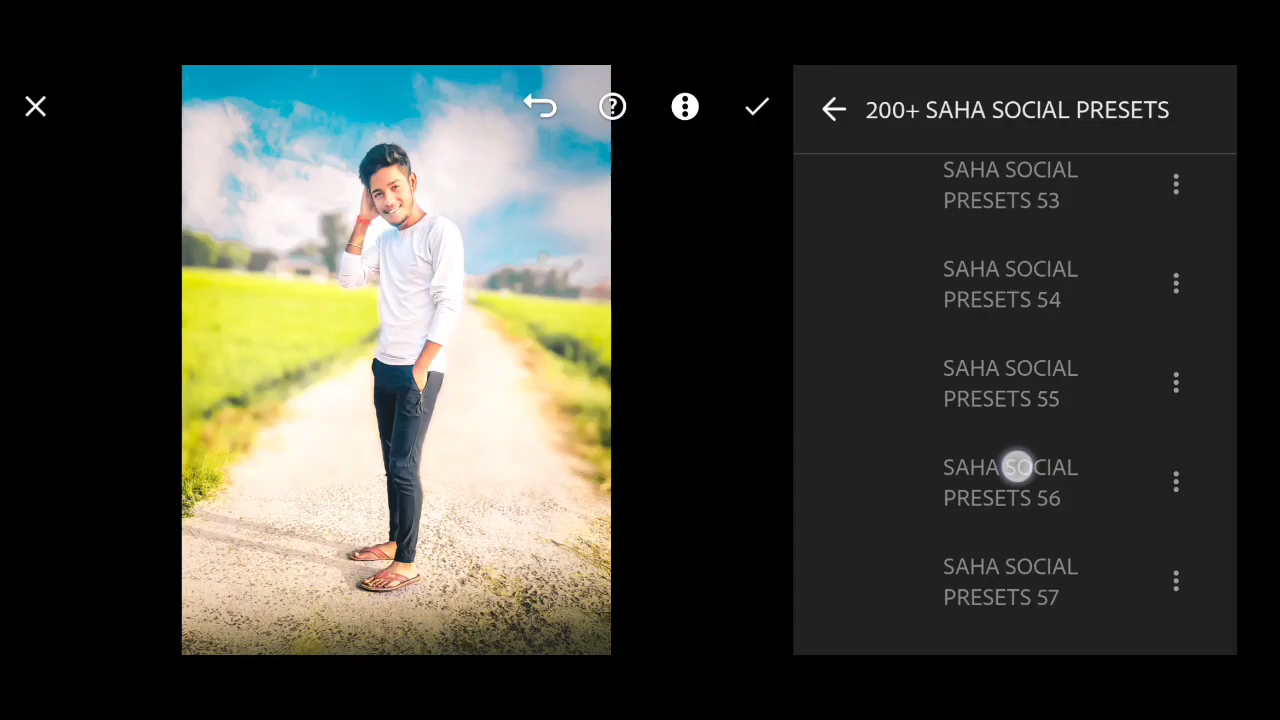 200+ SAHA SOCIAL PRESETS
SAHA SOCIAL
PRESETS 53
SAHA SOCIAL
PRESETS 54
SAHA SOCIAL
PRESETS 55
SAHA SOCIAL
PRESETS 56
SAHA SOCIAL
PRESETS 57